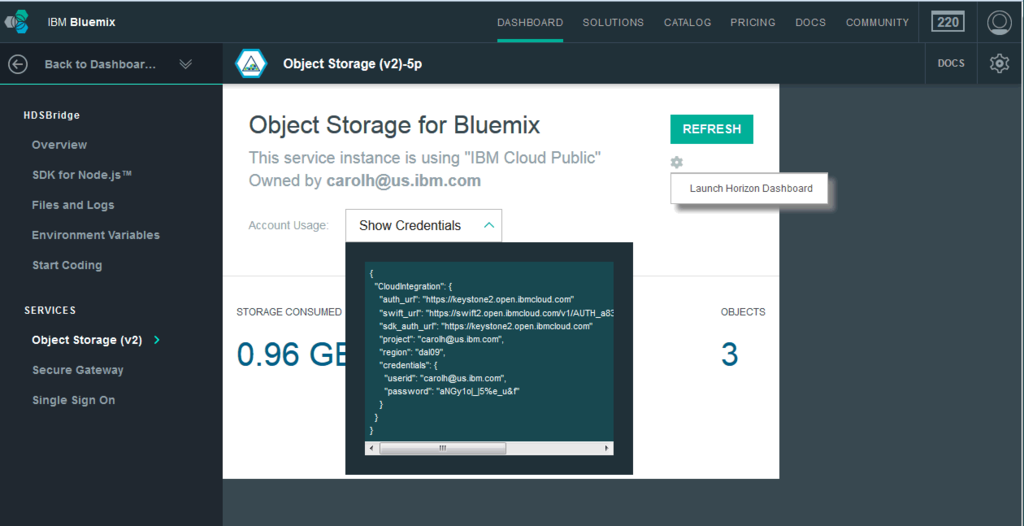 IBM Bluemix
DASHBOARD SOLUTIONS CATALOG PRICING DOCS COMMUNITY 220
Back to Dashboar...
Object Storage (v2)-5p
DOCS
HDSBridge
Overview
SDK for Node.js™
Files and Logs
Environment Variables
Start Coding
SERVICES
Object Storage (v2)
Secure Gateway
Single Sign On
Object Storage for Bluemix
This service instance is using "IBM Cloud Public"
Owned by carolh@us.ibm.com
REFRESH
Launch Horizon Dashboard
Account Usage:
Show Credentials
{
"CloudIntegration": {
"auth_url": "https://keystone2.open.ibmcloud.com"
"swift_url": "https://swift2.open.ibmcloud.com/v1/AUTH_a83
"sdk_auth_url": "https://keystone2.open.ibmcloud.com"
"project": "carolh@us.ibm.com",
"region": "dal09",
"credentials": {
"userid": "carolh@us.ibm.com",
"password": "aNGy1o|_j5%e_u&f"
}
}
}
STORAGE CONSUMED
0.96 GB
OBJECTS
3